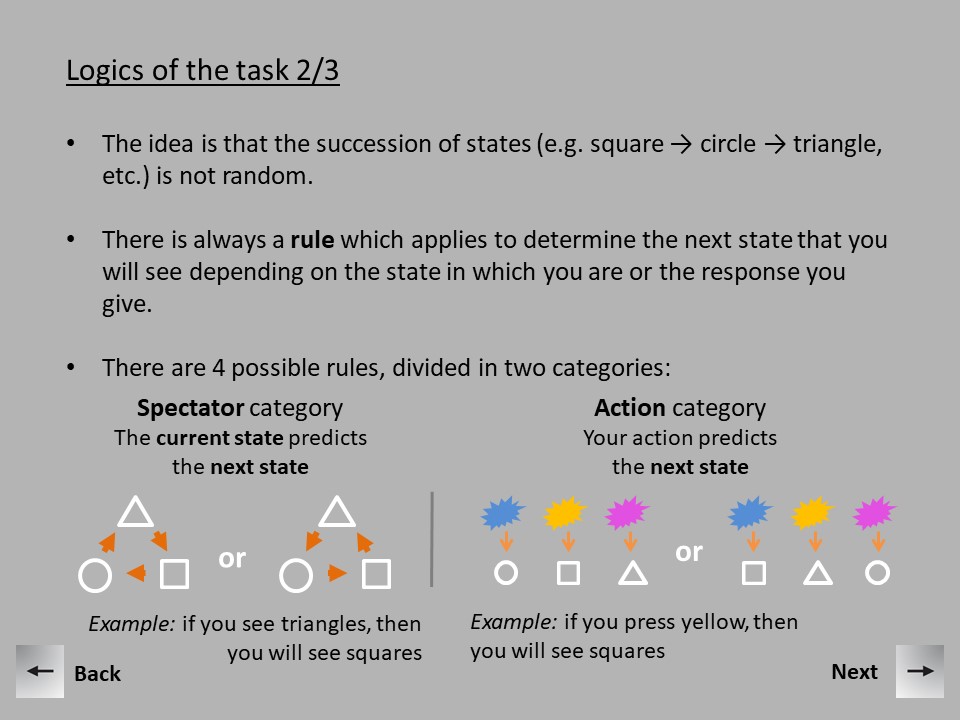 Logics of the task 2/3
• The idea is that the succession of states (e.g. square → circle → triangle,
etc.) is not random.
• There is always a rule which applies to determine the next state that you
will see depending on the state in which you are or the response you
give.
• There are 4 possible rules, divided in two categories:
Spectator category
The current state predicts
the next state
or
Example: if you see triangles, then
you will see squares
Action category
Your action predicts
the next state
or
Example: if you press yellow, then
you will see squares
Back
Next